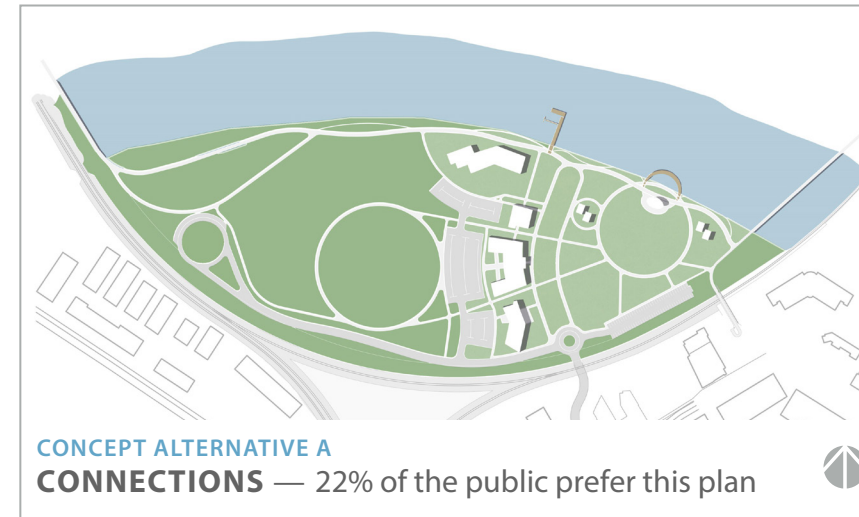 CONCEPT ALTERNATIVE A
CONNECTIONS — 22% of the public prefer this plan